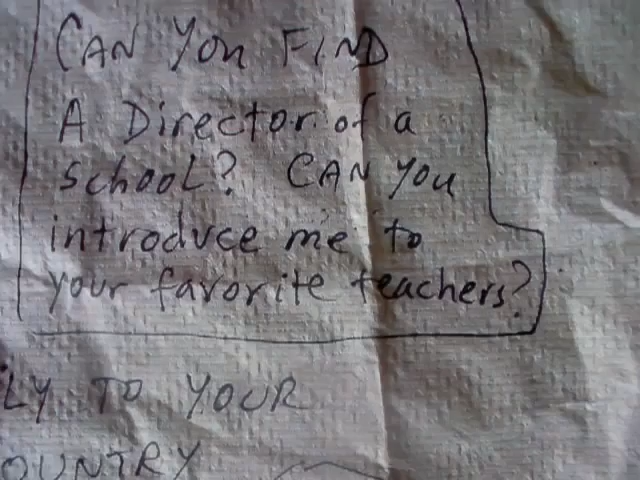 CAN YOU FIND
A Director of a
SCHOOL? CAN YOU
introduce me to
your favorite teachers?
LY TO YOUR
OUNTRY